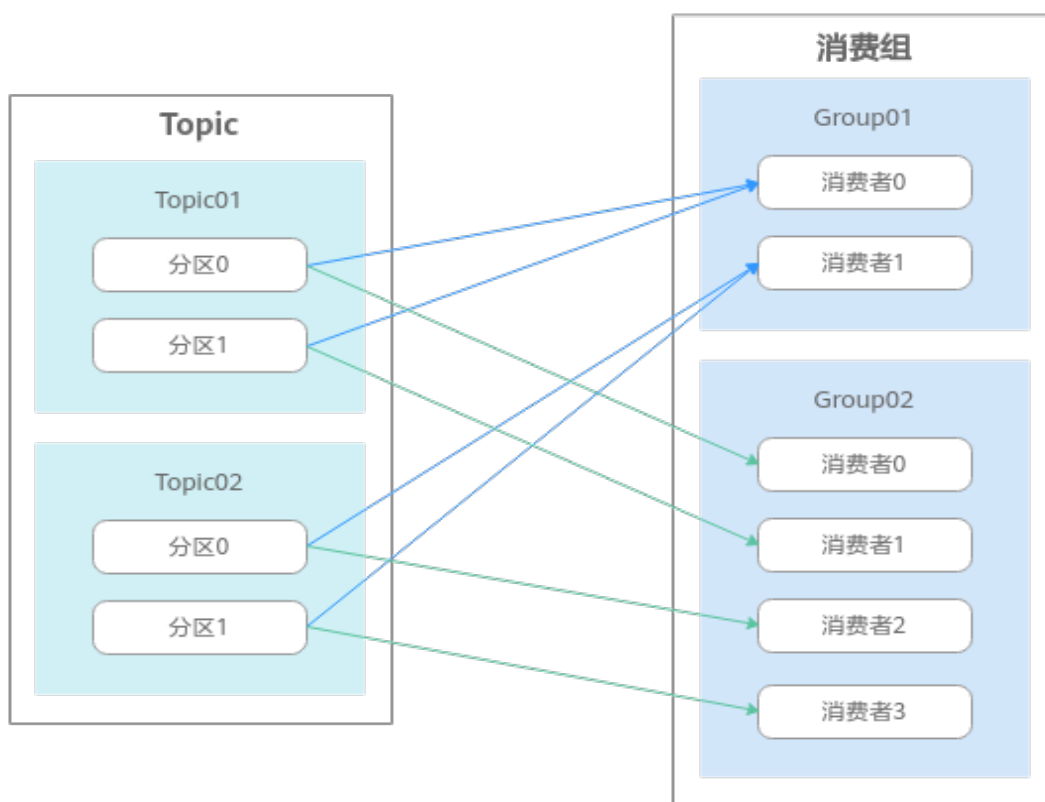 Topic
Topic01
分区0
分区1
Topic02
分区0
分区1
消费组
Group01
消费者0
消费者1
Group02
消费者0
消费者1
消费者2
消费者3